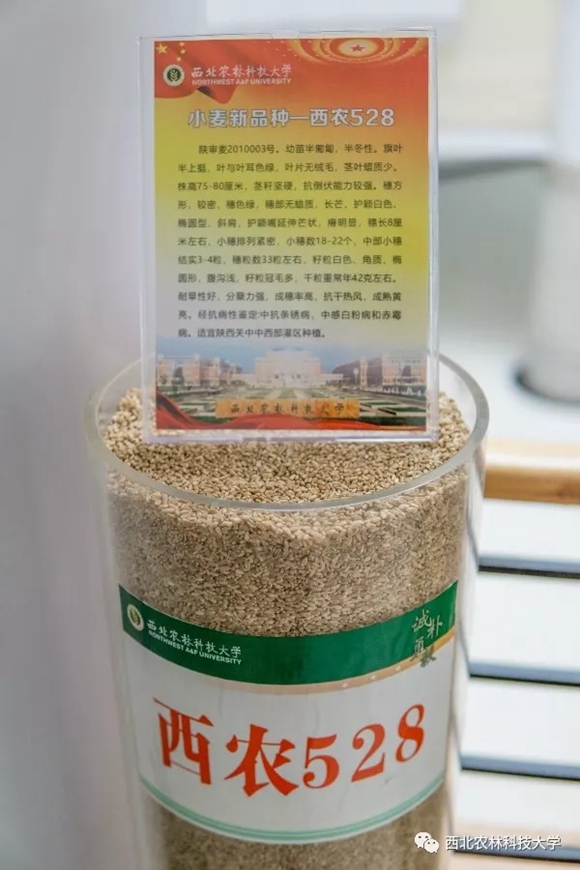 西北农林科技大学
NORTHWEST A&F UNIVERSITY
小麦新品种—西农528
陕审麦2010003号。幼苗半匍匐，半冬性。旗叶
半上挺，叶与叶耳色绿，叶片无绒毛，茎叶蜡质少。
株高75-80厘米，茎秆坚硬，抗倒伏能力较强。穗方
形，较密，穗色绿，穗部无蜡质，长芒，护颖白色、
椭圆型、斜肩，护颖嘴延伸芒状，脊明显，穗长8厘
米左右，小穗排列紧密，小穗数18-22个，中部小穗
结实3-4粒，穗粒数33粒左右，籽粒白色、角质、椭
圆形，腹沟浅，籽粒冠毛多，千粒重常年42克左右。
耐旱性好，分蘖力强，成穗率高，抗干热风，成熟黄
亮。经抗病性鉴定:中抗条锈病，中感白粉病和赤霉
病。适宜陕西关中中西部灌区种植。
西北农林科技大学
西北农林科技大学
NORTHWEST A&F UNIVERSITY
诚朴
勇毅
西农528
西北农林科技大学